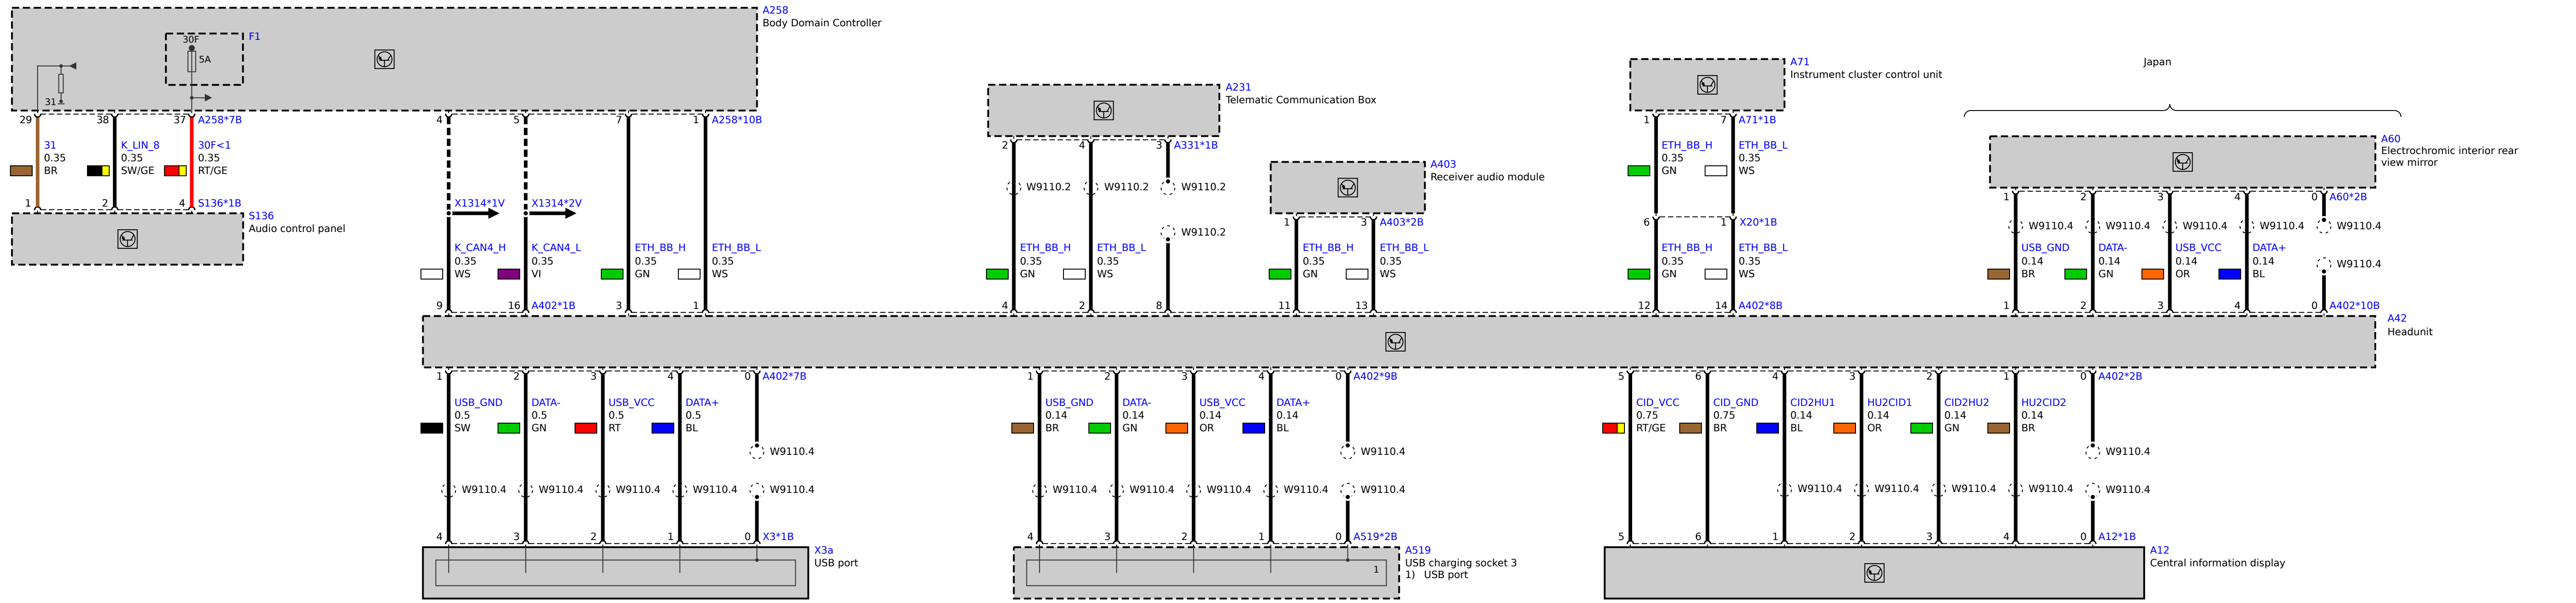 A258
Body Domain Controller
F1
30F
5A
31
29
38
37
A258*7B
31
0.35
BR
K_LIN_8
0.35
SW/GE
30F<1
0.35
RT/GE
1
2
4
S136*1B
S136
Audio control panel
4
5
7
1
A258*10B
X1314*1V
X1314*2V
K_CAN4_H
0.35
WS
K_CAN4_L
0.35
VI
ETH_BB_H
0.35
GN
ETH_BB_L
0.35
WS
9
16
A402*1B
3
1
A231
Telematic Communication Box
2
4
3
A331*1B
W9110.2
W9110.2
W9110.2
W9110.2
ETH_BB_H
0.35
GN
ETH_BB_L
0.35
WS
4
2
8
A403
Receiver audio module
1
3
A403*2B
ETH_BB_H
0.35
GN
ETH_BB_L
0.35
WS
11
13
A71
Instrument cluster control unit
1
7
A71*1B
ETH_BB_H
0.35
GN
ETH_BB_L
0.35
WS
6
1
X20*1B
ETH_BB_H
0.35
GN
ETH_BB_L
0.35
WS
12
14
A402*8B
Japan
A60
Electrochromic interior rear
view mirror
1
2
3
4
0
A60*2B
W9110.4
W9110.4
W9110.4
W9110.4
W9110.4
USB_GND
0.14
BR
DATA-
0.14
GN
USB_VCC
0.14
OR
DATA+
0.14
BL
W9110.4
1
2
3
4
0
A402*10B
A42
Headunit
1
2
3
4
0
A402*7B
USB_GND
0.5
SW
DATA-
0.5
GN
USB_VCC
0.5
RT
DATA+
0.5
BL
W9110.4
W9110.4
W9110.4
W9110.4
W9110.4
W9110.4
4
3
2
1
0
X3*1B
X3a
USB port
1
2
3
4
0
A402*9B
USB_GND
0.14
BR
DATA-
0.14
GN
USB_VCC
0.14
OR
DATA+
0.14
BL
W9110.4
W9110.4
W9110.4
W9110.4
W9110.4
W9110.4
4
3
2
1
0
A519*2B
A519
USB charging socket 3
1) USB port
1
5
6
4
3
2
1
0
A402*2B
CID_VCC
0.75
RT/GE
CID_GND
0.75
BR
CID2HU1
0.14
BL
HU2CID1
0.14
OR
CID2HU2
0.14
GN
HU2CID2
0.14
BR
W9110.4
W9110.4
W9110.4
W9110.4
W9110.4
W9110.4
5
6
1
2
3
4
0
A12*1B
A12
Central information display